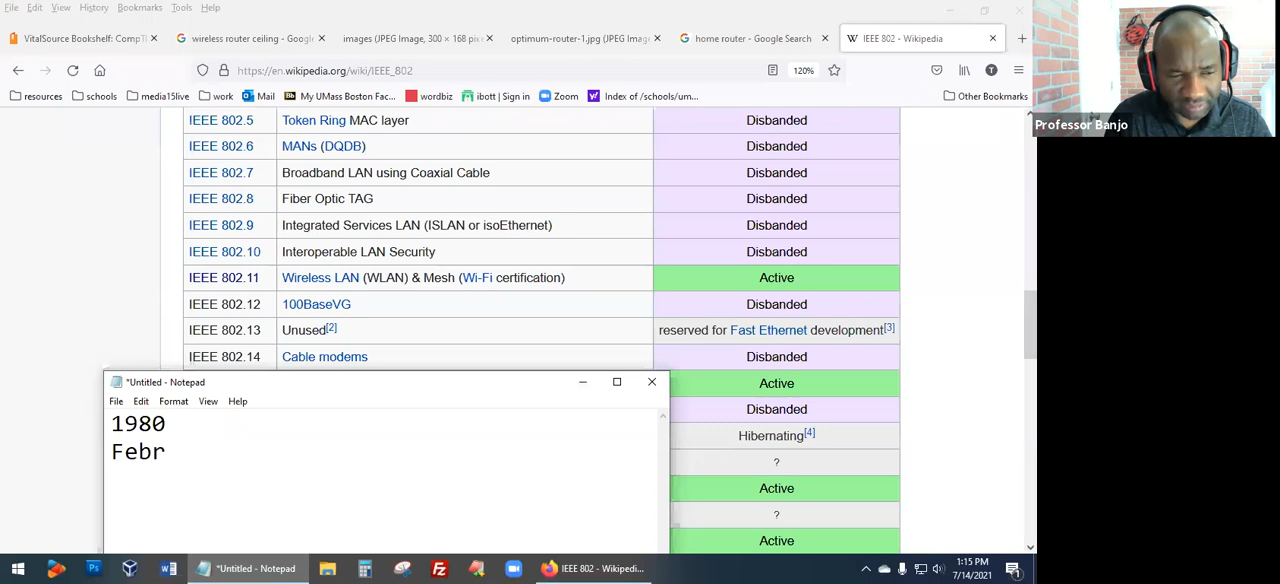 File Edit View History Bookmarks Tools Help
VitalSource Bookshelf: CompT
wireless router ceiling - Googl
images (JPEG Image, 300 × 168 pix
optimum-router-1.jpg (JPEG Ima
home router - Google Search
W IEEE 802 - Wikipedia
https://en.wikipedia.org/wiki/IEEE_802
120%
T
resources schools media15live work Mail Bb My UMass Boston Fac... wordbiz ibott | Sign in Zoom Index of /schools/um... Other Bookmarks
Professor Banjo
IEEE 802.5 Token Ring MAC layer Disbanded
IEEE 802.6 MANs (DQDB) Disbanded
IEEE 802.7 Broadband LAN using Coaxial Cable Disbanded
IEEE 802.8 Fiber Optic TAG Disbanded
IEEE 802.9 Integrated Services LAN (ISLAN or isoEthernet) Disbanded
IEEE 802.10 Interoperable LAN Security Disbanded
IEEE 802.11 Wireless LAN (WLAN) & Mesh (Wi-Fi certification) Active
IEEE 802.12 100BaseVG Disbanded
IEEE 802.13 Unused[2] reserved for Fast Ethernet development[3]
IEEE 802.14 Cable modems Disbanded
Active
Disbanded
Hibernating[4]
?
Active
?
Active
*Untitled - Notepad
File Edit Format View Help
1980
Febr
Ps
W
*Untitled - Notepad
Fz
IEEE 802 - Wikipedi...
1:15 PM
7/14/2021
1